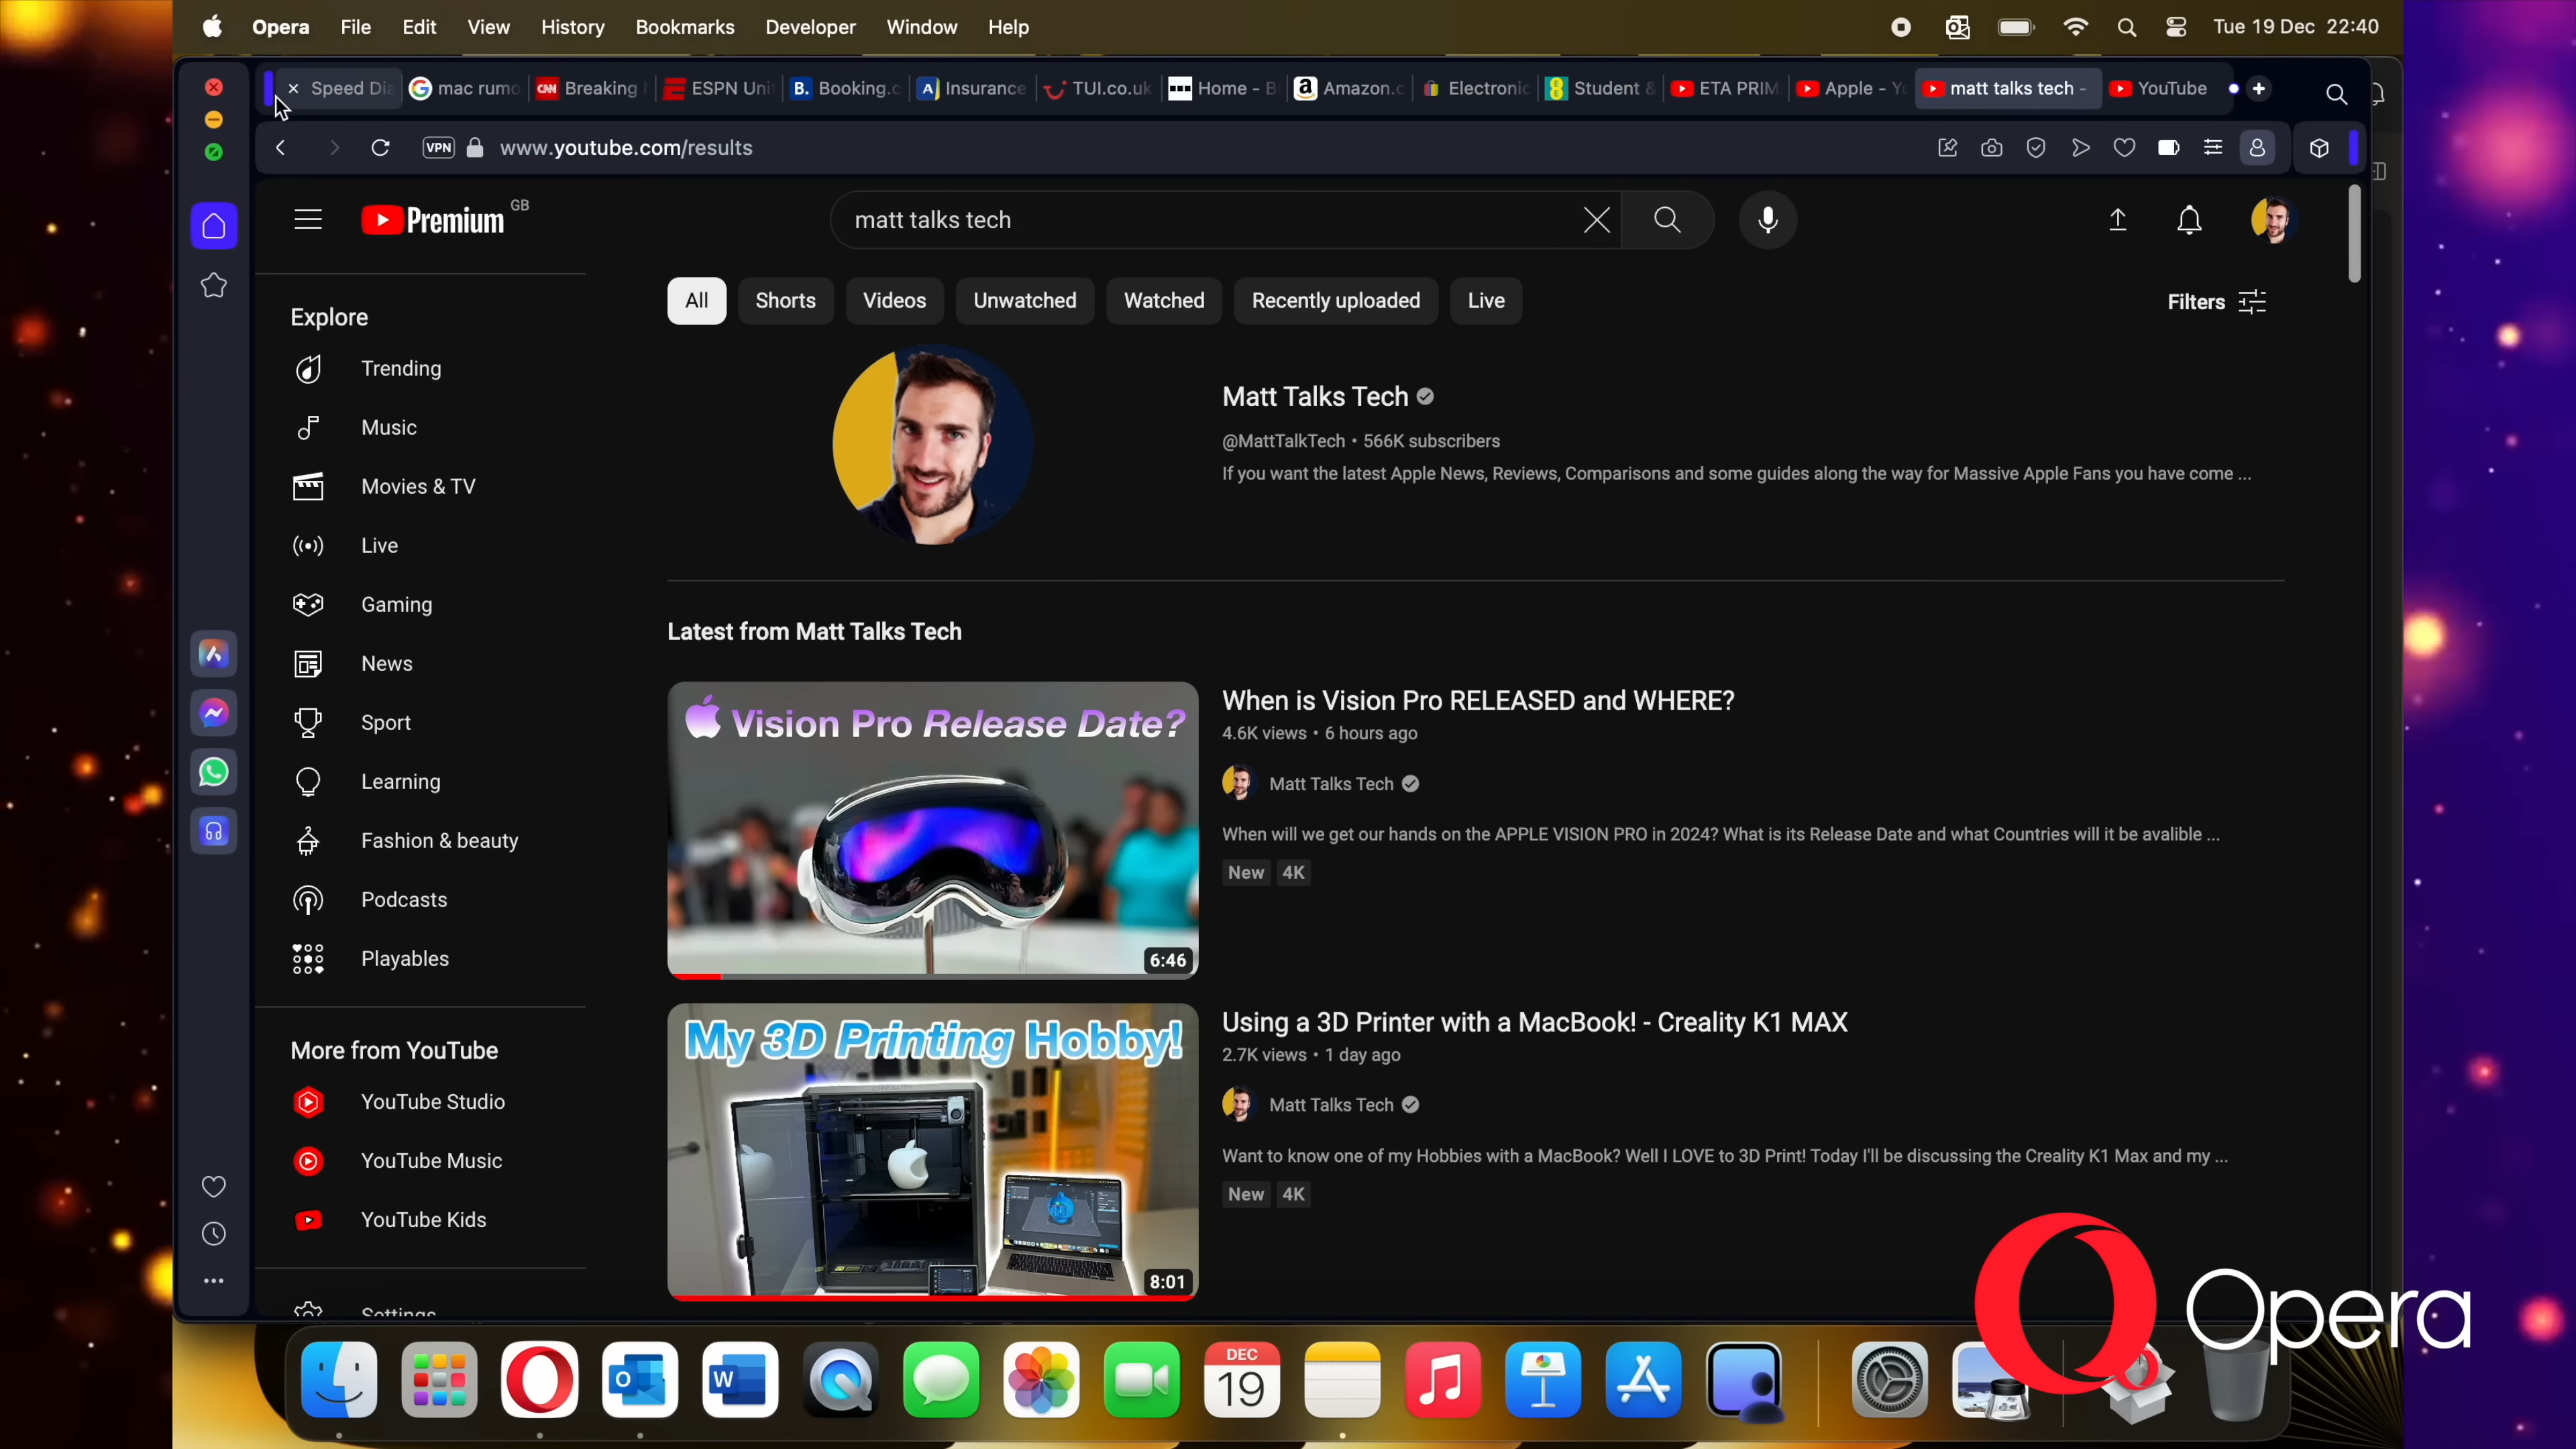 Opera File Edit View History Bookmarks Developer Window Help
Tue 19 Dec 22:40
Speed Dia mac rumo CNN Breaking ESPN Uni B. Booking.c A Insurance TUI.co.uk Home - B a Amazon.c Electronic EE Student & ETA PRIM Apple - Yo matt talks tech - YouTube
VPN www.youtube.com/results
Premium GB
matt talks tech
All Shorts Videos Unwatched Watched Recently uploaded Live
Filters
Explore
Trending
Music
Movies & TV
Live
Gaming
News
Sport
Learning
Fashion & beauty
Podcasts
Playables
More from YouTube
YouTube Studio
YouTube Music
YouTube Kids
Settings
Matt Talks Tech
@MattTalkTech • 566K subscribers
If you want the latest Apple News, Reviews, Comparisons and some guides along the way for Massive Apple Fans you have come ...
Latest from Matt Talks Tech
Vision Pro Release Date?
6:46
When is Vision Pro RELEASED and WHERE?
4.6K views • 6 hours ago
Matt Talks Tech
When will we get our hands on the APPLE VISION PRO in 2024? What is its Release Date and what Countries will it be avalible ...
New 4K
My 3D Printing Hobby!
8:01
Using a 3D Printer with a MacBook! - Creality K1 MAX
2.7K views • 1 day ago
Matt Talks Tech
Want to know one of my Hobbies with a MacBook? Well I LOVE to 3D Print! Today I'll be discussing the Creality K1 Max and my ...
New 4K
Opera
DEC
19